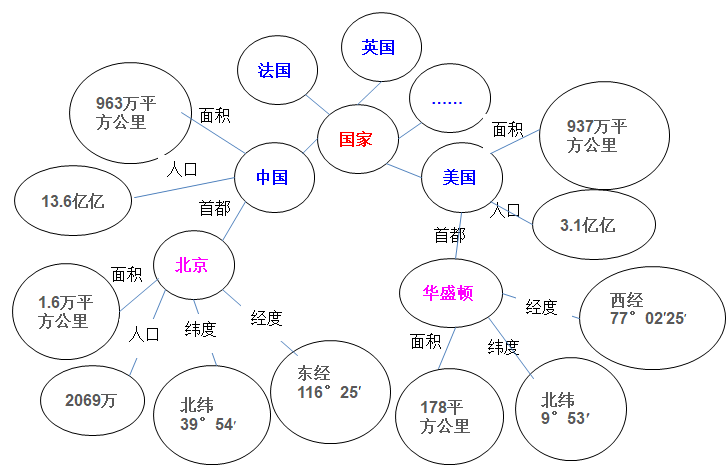 英国
法国
……
963万平
方公里
面积
国家
面积
937万平
方公里
人口
中国
美国
13.6亿亿
首都
人口
3.1亿亿
首都
北京
面积
华盛顿
西经
77°02′25′
1.6万平
方公里
经度
经度
人口
纬度
面积
纬度
东经
116°25′
2069万
北纬
39°54′
178平
方公里
北纬
9°53′